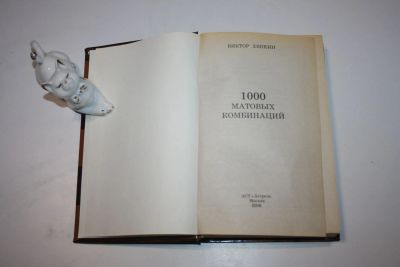 ВИКТОР ХЕНКИН
1000
МАТОВЫХ
КОМБИНАЦИЙ
АСТ • Астрель
Москва